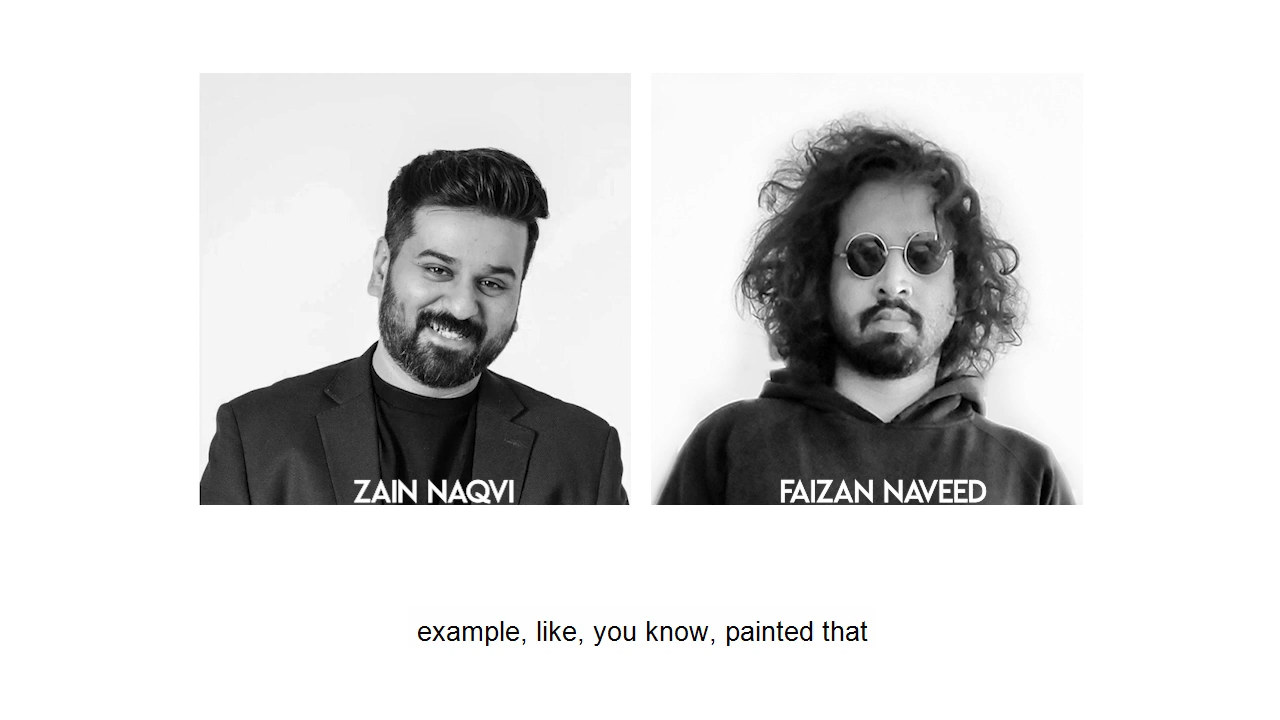 ZAIN NAQVI
FAIZAN NAVEED
example, like, you know, painted that